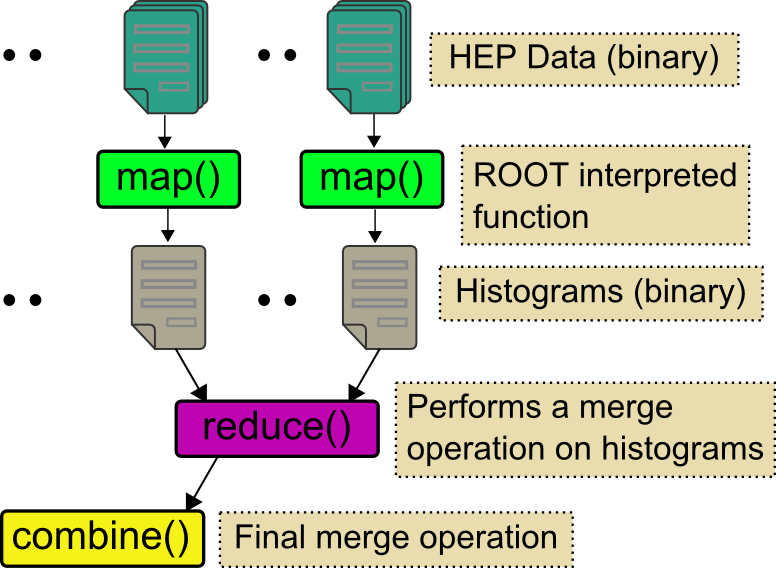 HEP Data (binary)
map()
map()
ROOT interpreted
function
Histograms (binary)
reduce()
Performs a merge
operation on histograms
combine()
Final merge operation